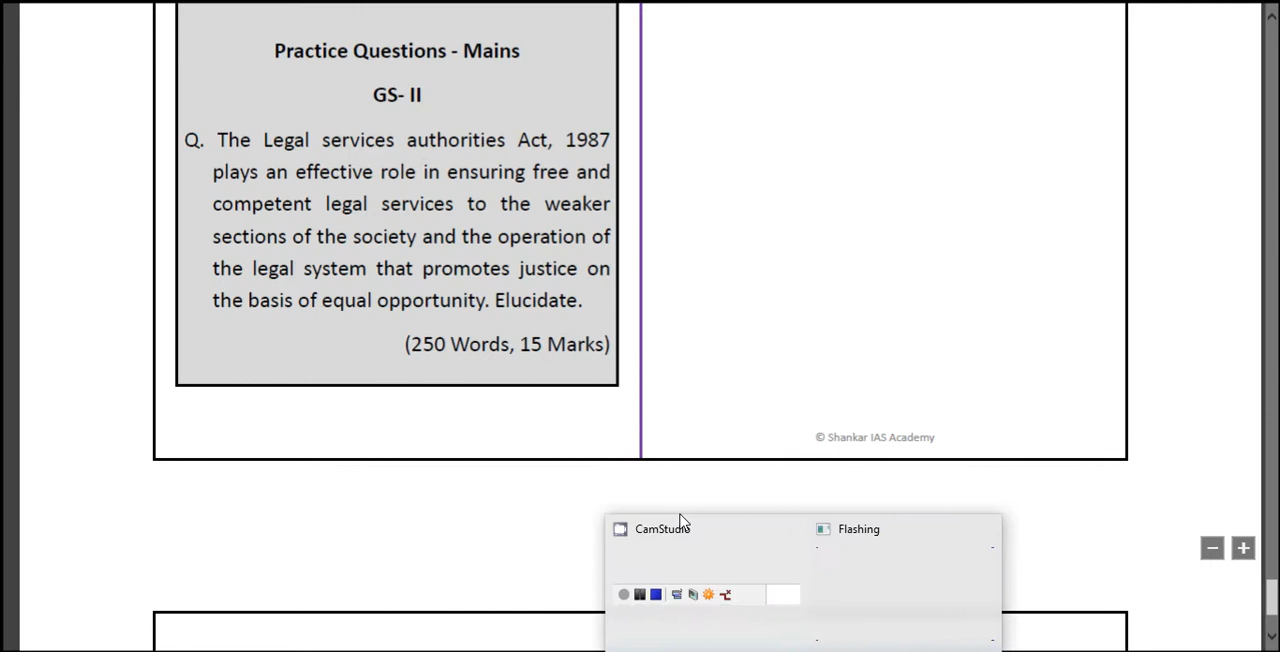 Practice Questions - Mains
GS- II
Q. The Legal services authorities Act, 1987
plays an effective role in ensuring free and
competent legal services to the weaker
sections of the society and the operation of
the legal system that promotes justice on
the basis of equal opportunity. Elucidate.
(250 Words, 15 Marks)
© Shankar IAS Academy
CamStudio
Flashing